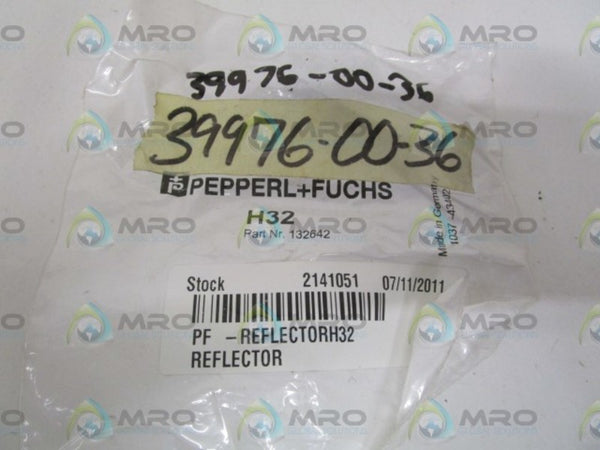 39976-00-36
39976-00-36
PEPPERL+FUCHS
H32
Part Nr. 132642
Made in Germany
Stock 2141051 07/11/2011
PF -REFLECTORH32
REFLECTOR
MRO